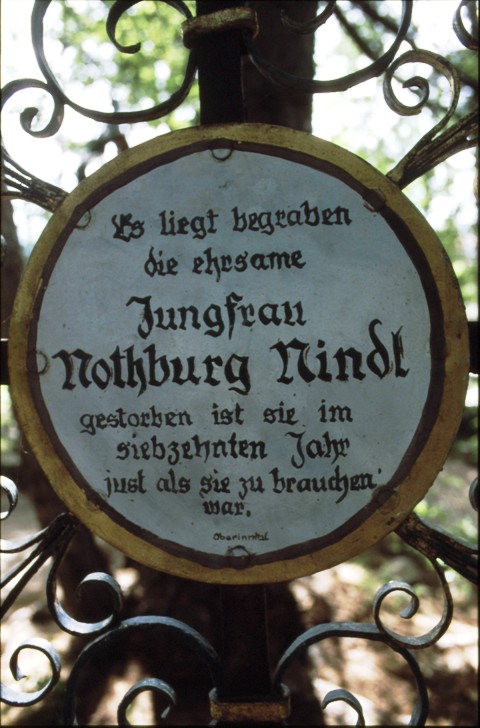 Es liegt begraben
die ehrsame
Jungfrau
Nothburg Nindl
gestorben ist sie im
siebzehnten Jahr
just als sie zu brauchen
war.
Oberinntal